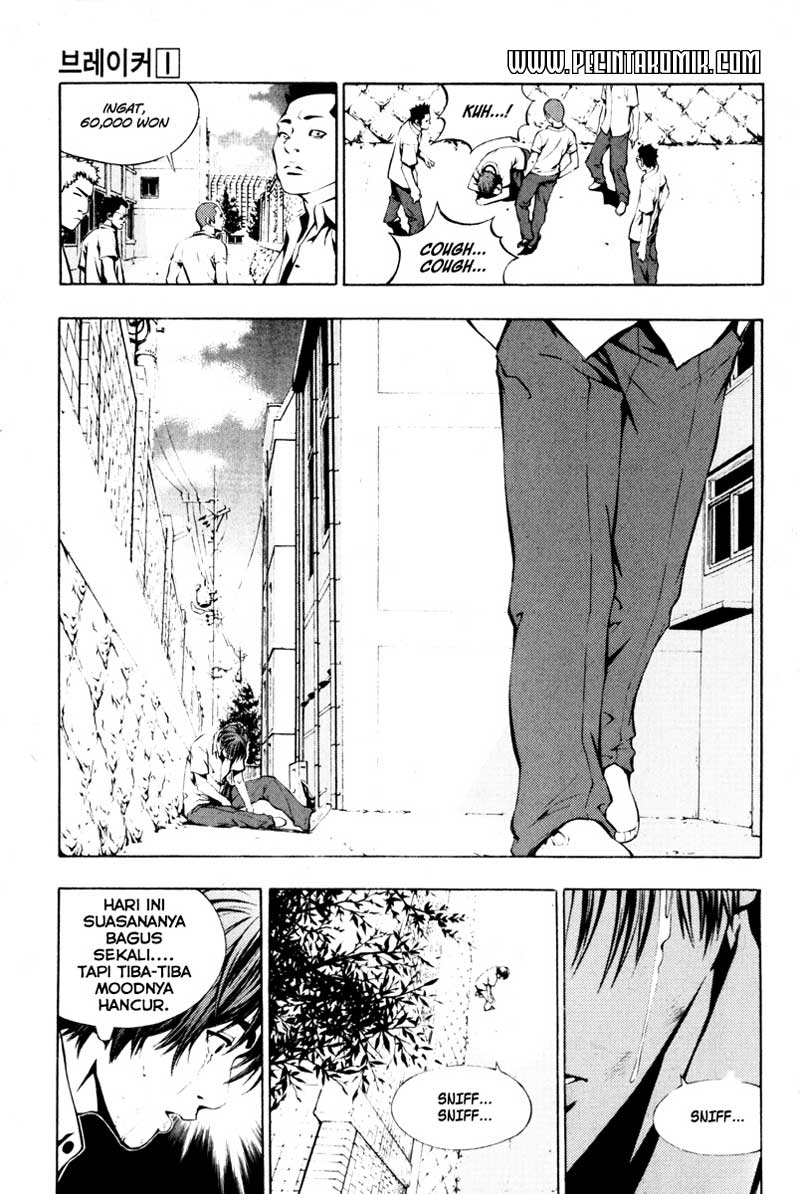 브레이커 1
WWW.PECINTAKOMIK.COM
INGAT,
60,000 WON
KUH...!
COUGH...
COUGH...
HARI INI
SUASANANYA
BAGUS
SEKALI....
TAPI TIBA-TIBA
MOODNYA
HANCUR.
SNIFF...
SNIFF...
SNIFF...